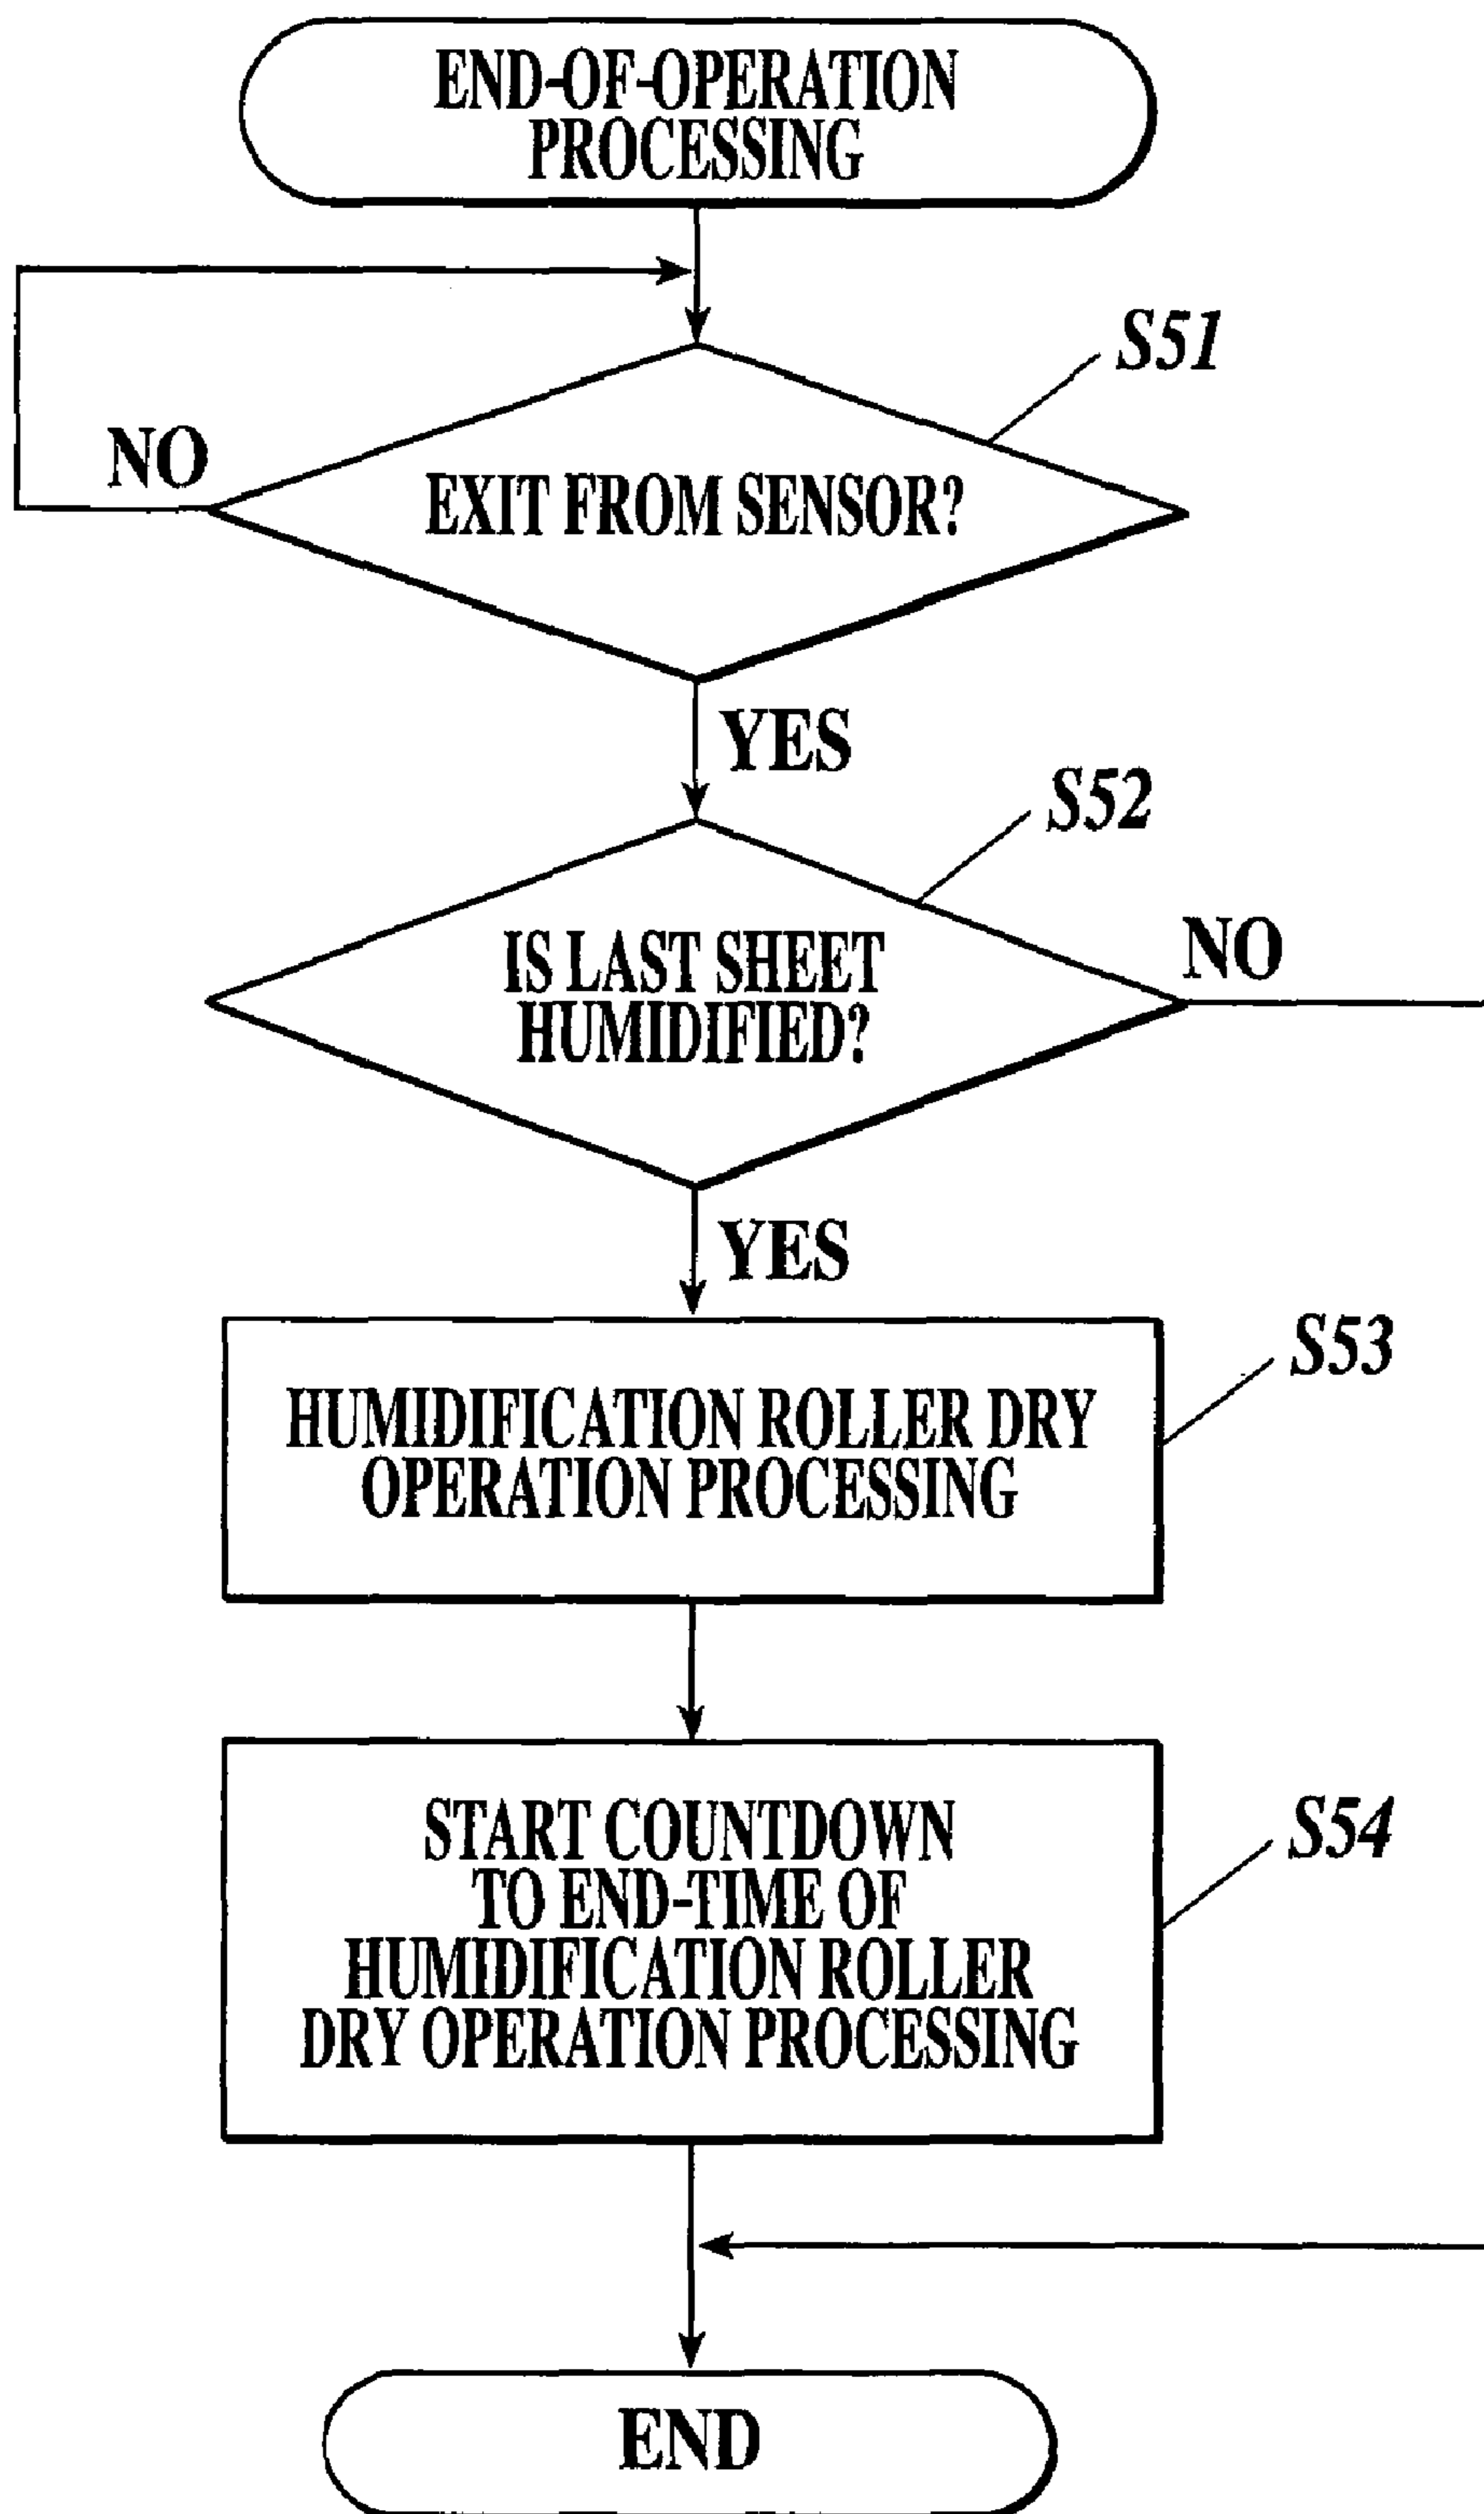 END-OF-OPERATION
PROCESSING
S51
NO
EXIT FROM SENSOR?
YES
S52
NO
IS LAST SHEET
HUMIDIFIED?
YES
S53
HUMIDIFICATION ROLLER DRY
OPERATION PROCESSING
S54
START COUNTDOWN
TO END-TIME OF
HUMIDIFICATION ROLLER
DRY OPERATION PROCESSING
END